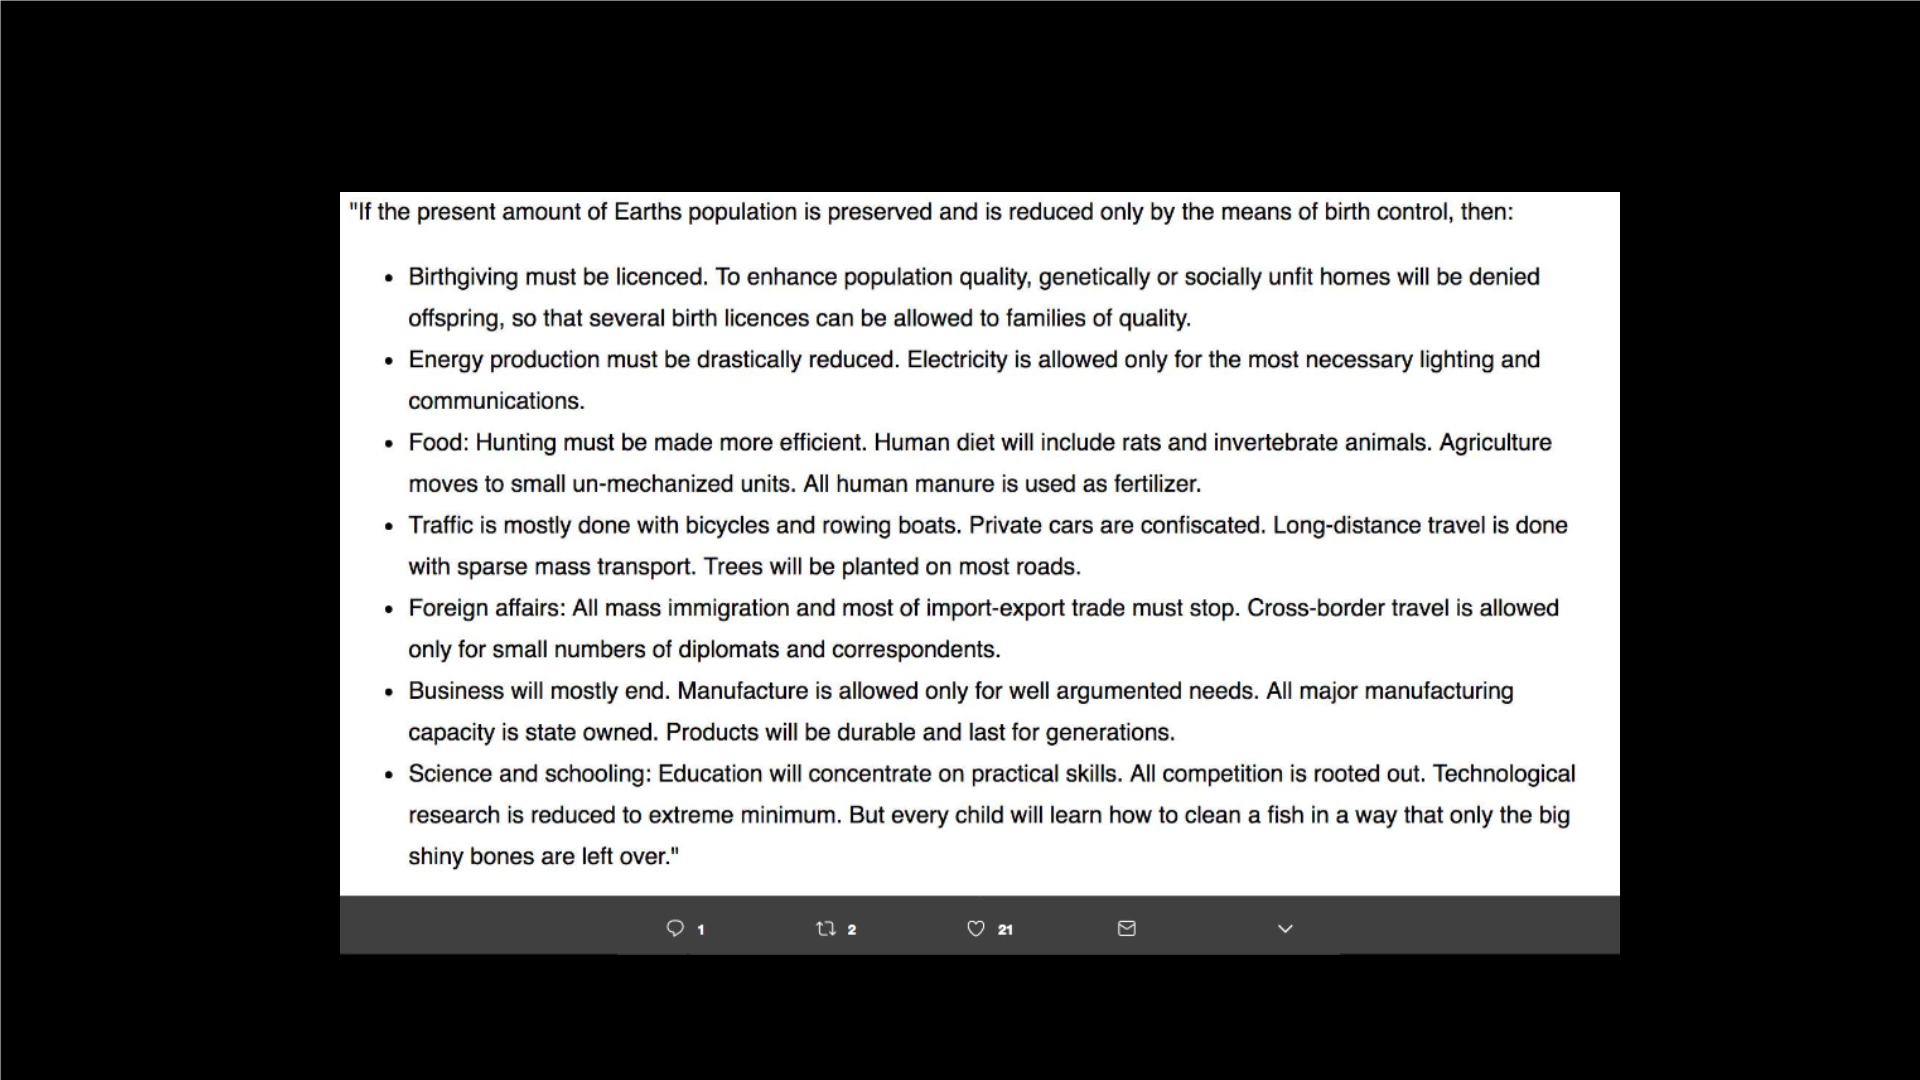 "If the present amount of Earths population is preserved and is reduced only by the means of birth control, then:
• Birthgiving must be licenced. To enhance population quality, genetically or socially unfit homes will be denied
offspring, so that several birth licences can be allowed to families of quality.
• Energy production must be drastically reduced. Electricity is allowed only for the most necessary lighting and
communications.
• Food: Hunting must be made more efficient. Human diet will include rats and invertebrate animals. Agriculture
moves to small un-mechanized units. All human manure is used as fertilizer.
• Traffic is mostly done with bicycles and rowing boats. Private cars are confiscated. Long-distance travel is done
with sparse mass transport. Trees will be planted on most roads.
• Foreign affairs: All mass immigration and most of import-export trade must stop. Cross-border travel is allowed
only for small numbers of diplomats and correspondents.
• Business will mostly end. Manufacture is allowed only for well argumented needs. All major manufacturing
capacity is state owned. Products will be durable and last for generations.
• Science and schooling: Education will concentrate on practical skills. All competition is rooted out. Technological
research is reduced to extreme minimum. But every child will learn how to clean a fish in a way that only the big
shiny bones are left over."
1 2 21